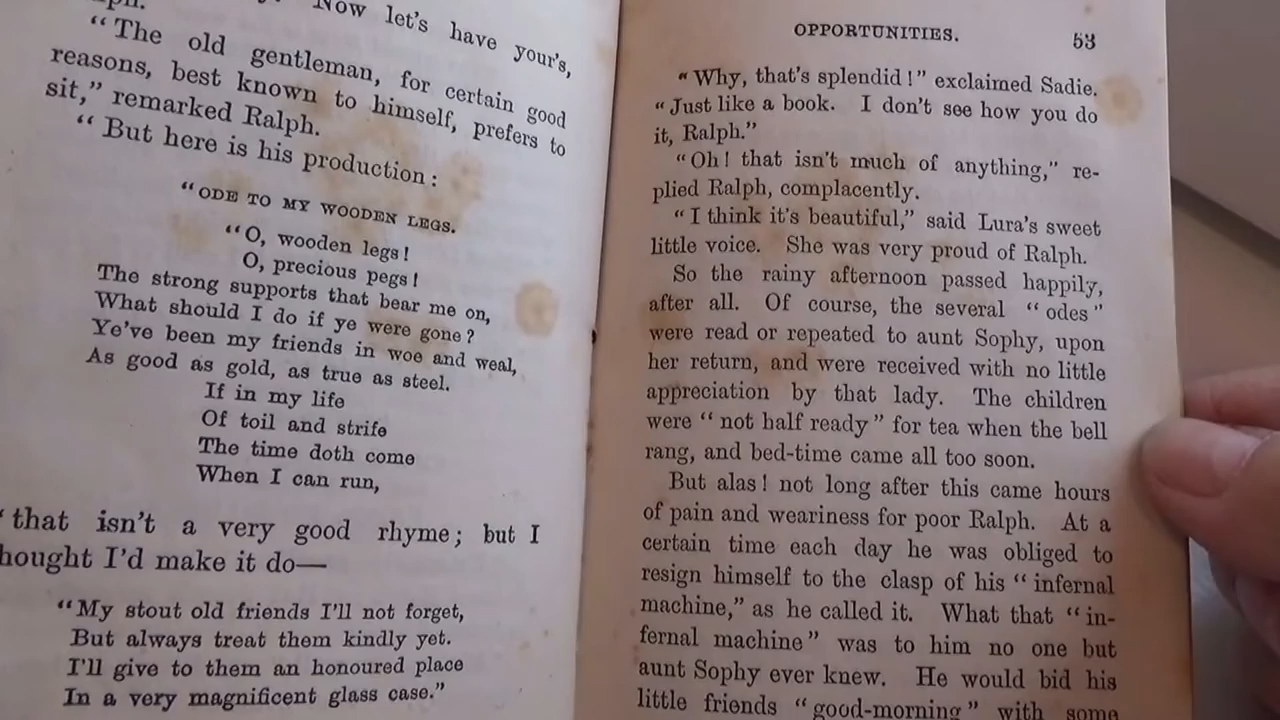 Now let's have your's,
"The old gentleman, for certain good
reasons, best known to himself, prefers to
sit," remarked Ralph.
"But here is his production:
"ODE TO MY WOODEN LEGS.
"O, wooden legs!
O, precious pegs!
The strong supports that bear me on,
What should I do if ye were gone?
Ye've been my friends in woe and weal,
As good as gold, as true as steel.
If in my life
Of toil and strife
The time doth come
When I can run,
that isn't a very good rhyme; but I
hought I'd make it do—
"My stout old friends I'll not forget,
But always treat them kindly yet.
I'll give to them an honoured place
In a very magnificent glass case."
OPPORTUNITIES. 53
"Why, that's splendid!" exclaimed Sadie.
"Just like a book. I don't see how you do
it, Ralph."
"Oh! that isn't much of anything," re-
plied Ralph, complacently.
"I think it's beautiful," said Lura's sweet
little voice. She was very proud of Ralph.
So the rainy afternoon passed happily,
after all. Of course, the several "odes"
were read or repeated to aunt Sophy, upon
her return, and were received with no little
appreciation by that lady. The children
were "not half ready" for tea when the bell
rang, and bed-time came all too soon.
But alas! not long after this came hours
of pain and weariness for poor Ralph. At a
certain time each day he was obliged to
resign himself to the clasp of his "infernal
machine," as he called it. What that "in-
fernal machine" was to him no one but
aunt Sophy ever knew. He would bid his
little friends "good-morning" with some